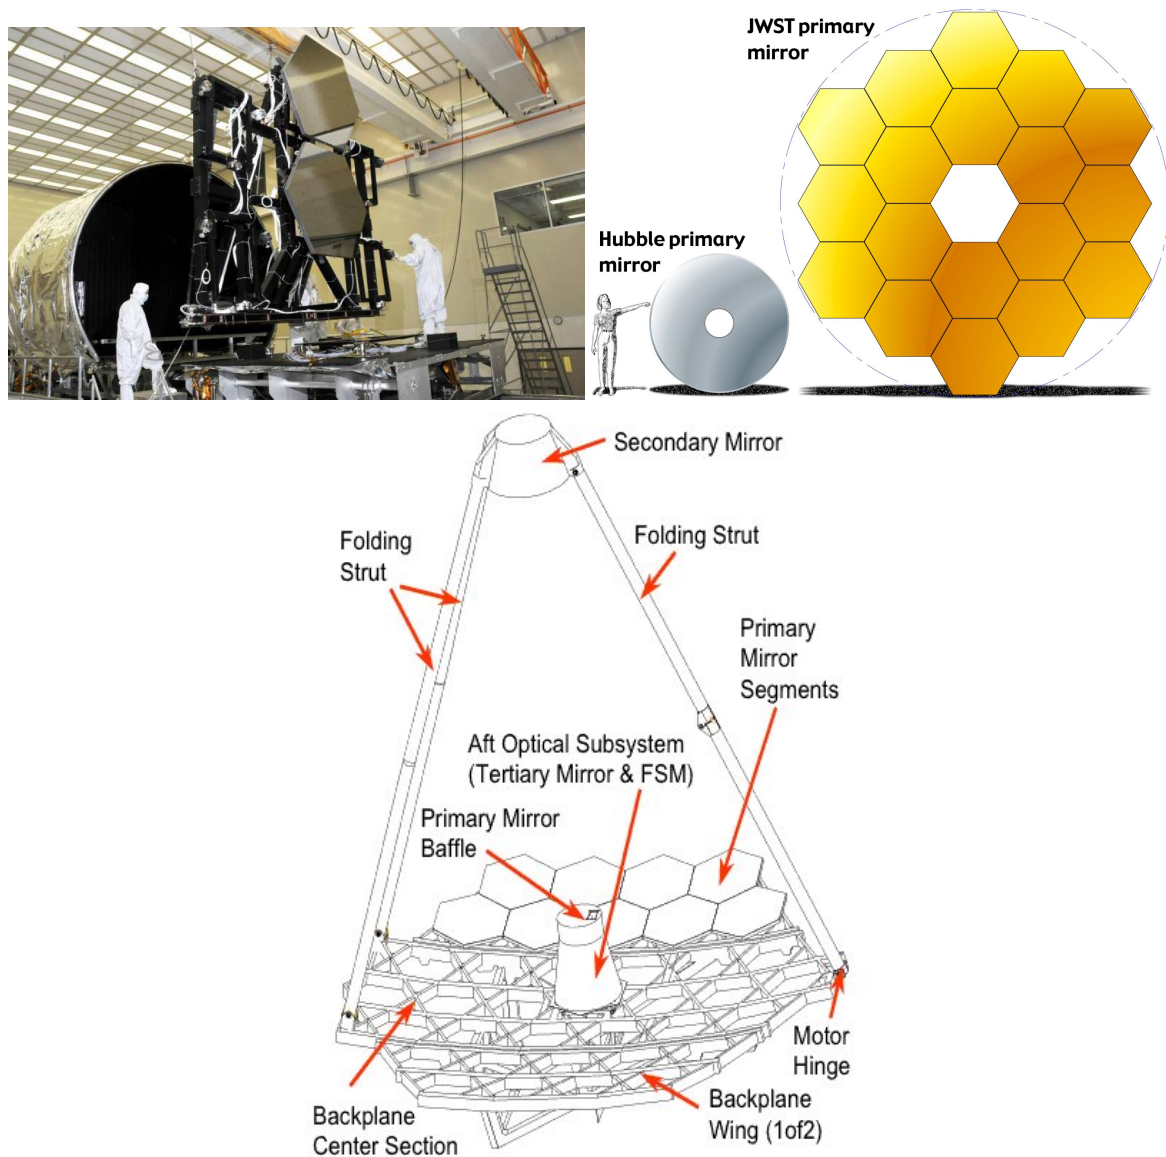 JWST primary
mirror
Hubble primary
mirror
Secondary Mirror
Folding
Strut
Folding Strut
Primary
Mirror
Segments
Aft Optical Subsystem
(Tertiary Mirror & FSM)
Primary Mirror
Baffle
Motor
Hinge
Backplane
Wing (1of2)
Backplane
Center Section